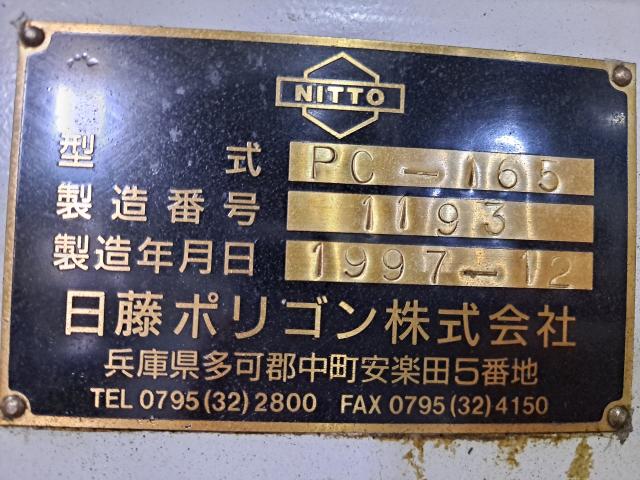 NITTO
型式 PC-165
製造番号 1193
製造年月日 1997-12
日藤ポリゴン株式会社
兵庫県多可郡中町安楽田5番地
TEL 0795(32)2800 FAX 0795(32)4150